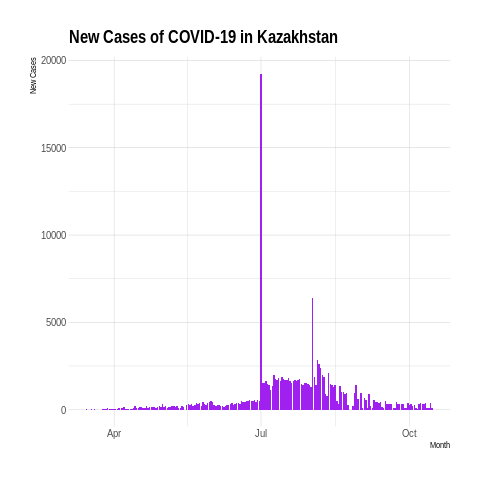 New Cases of COVID-19 in Kazakhstan
New Cases
20000
15000
10000
5000
0
Apr
Jul
Oct
Month